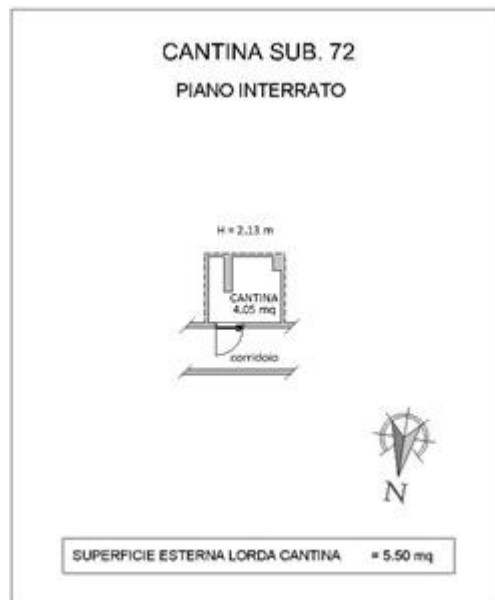 CANTINA SUB. 72
PIANO INTERRATO
H = 2.13 m
CANTINA
4.05 mq
corridoio
N
SUPERFICIE ESTERNA LORDA CANTINA = 5.50 mq